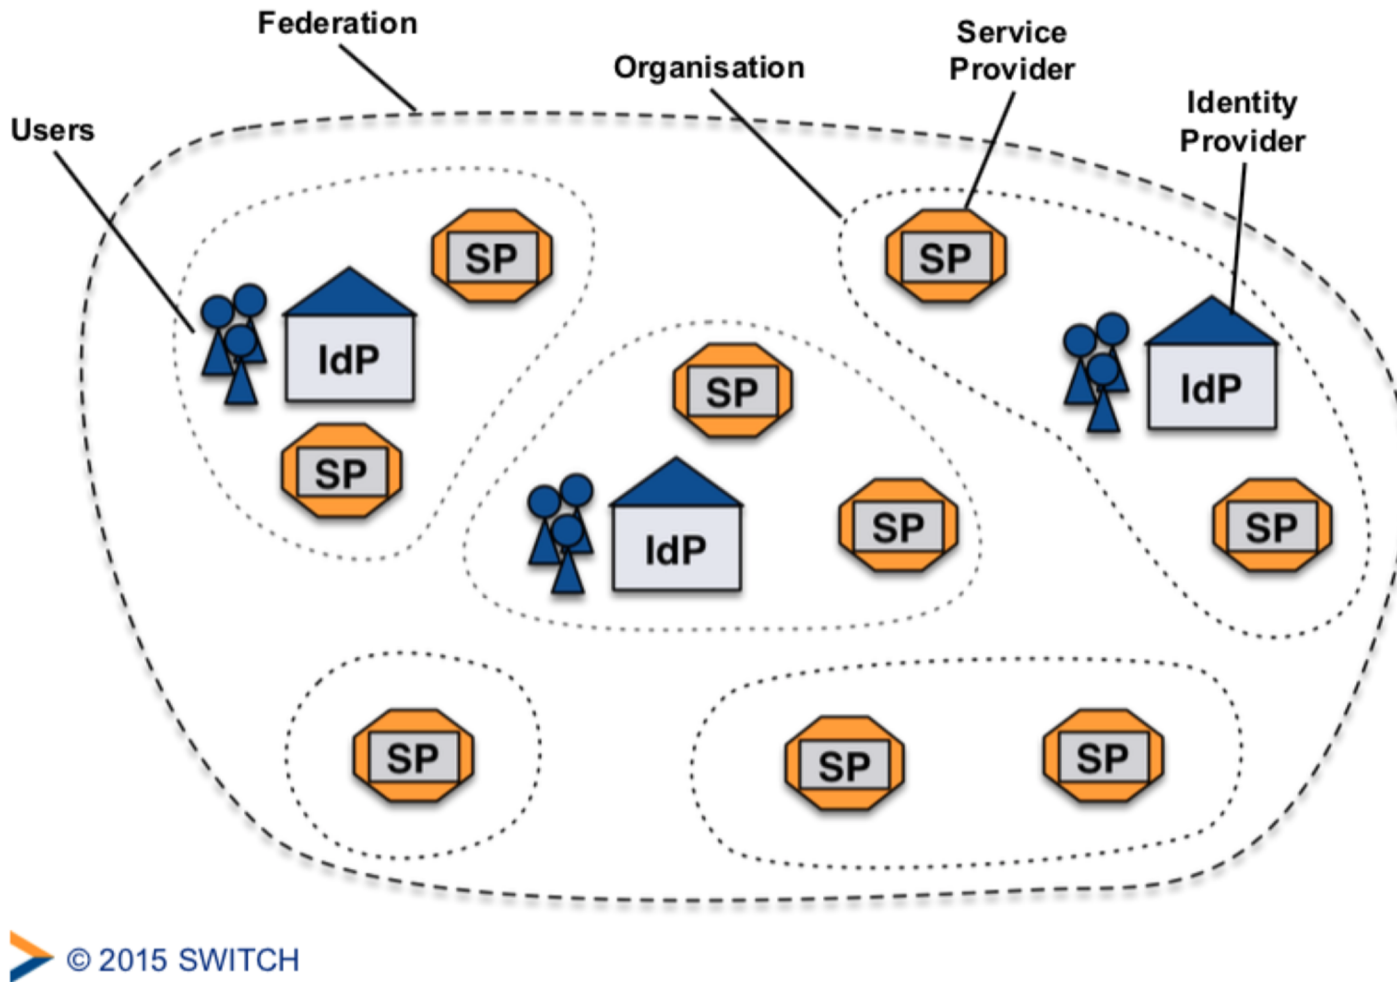 Federation
Service
Provider
Organisation
Identity
Provider
Users
SP
SP
IdP
IdP
SP
SP
IdP
SP
SP
SP
SP
SP
© 2015 SWITCH